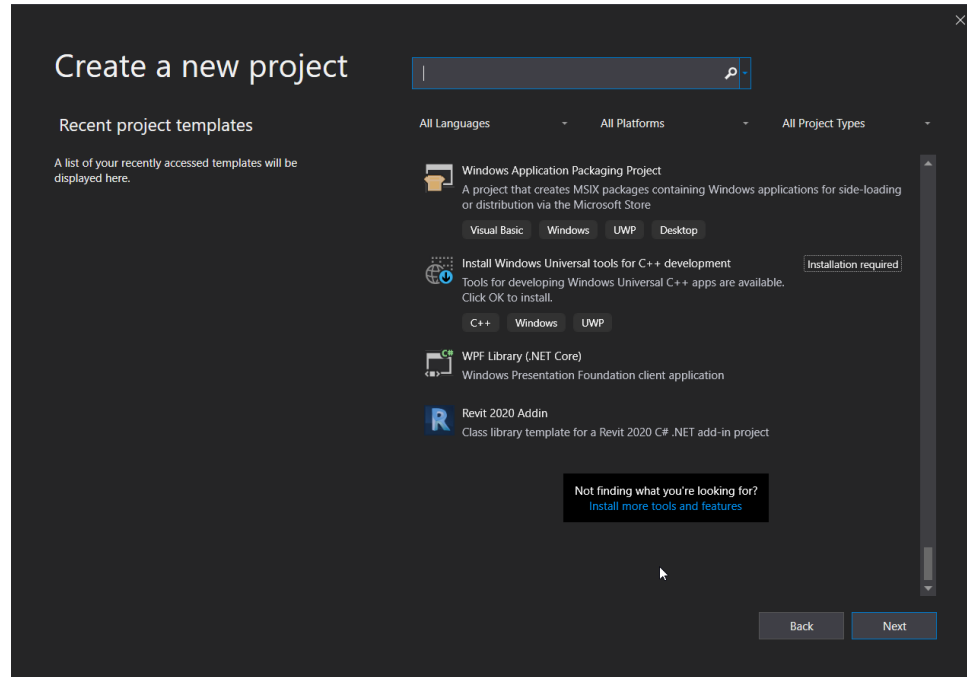 Create a new project
Recent project templates
A list of your recently accessed templates will be
displayed here.
All Languages
All Platforms
All Project Types
Windows Application Packaging Project
A project that creates MSIX packages containing Windows applications for side-loading
or distribution via the Microsoft Store
Visual Basic Windows UWP Desktop
Install Windows Universal tools for C++ development
Installation required
Tools for developing Windows Universal C++ apps are available.
Click OK to install.
C++ Windows UWP
C#
WPF Library (.NET Core)
Windows Presentation Foundation client application
R
Revit 2020 Addin
Class library template for a Revit 2020 C# .NET add-in project
Not finding what you're looking for?
Install more tools and features
Back
Next